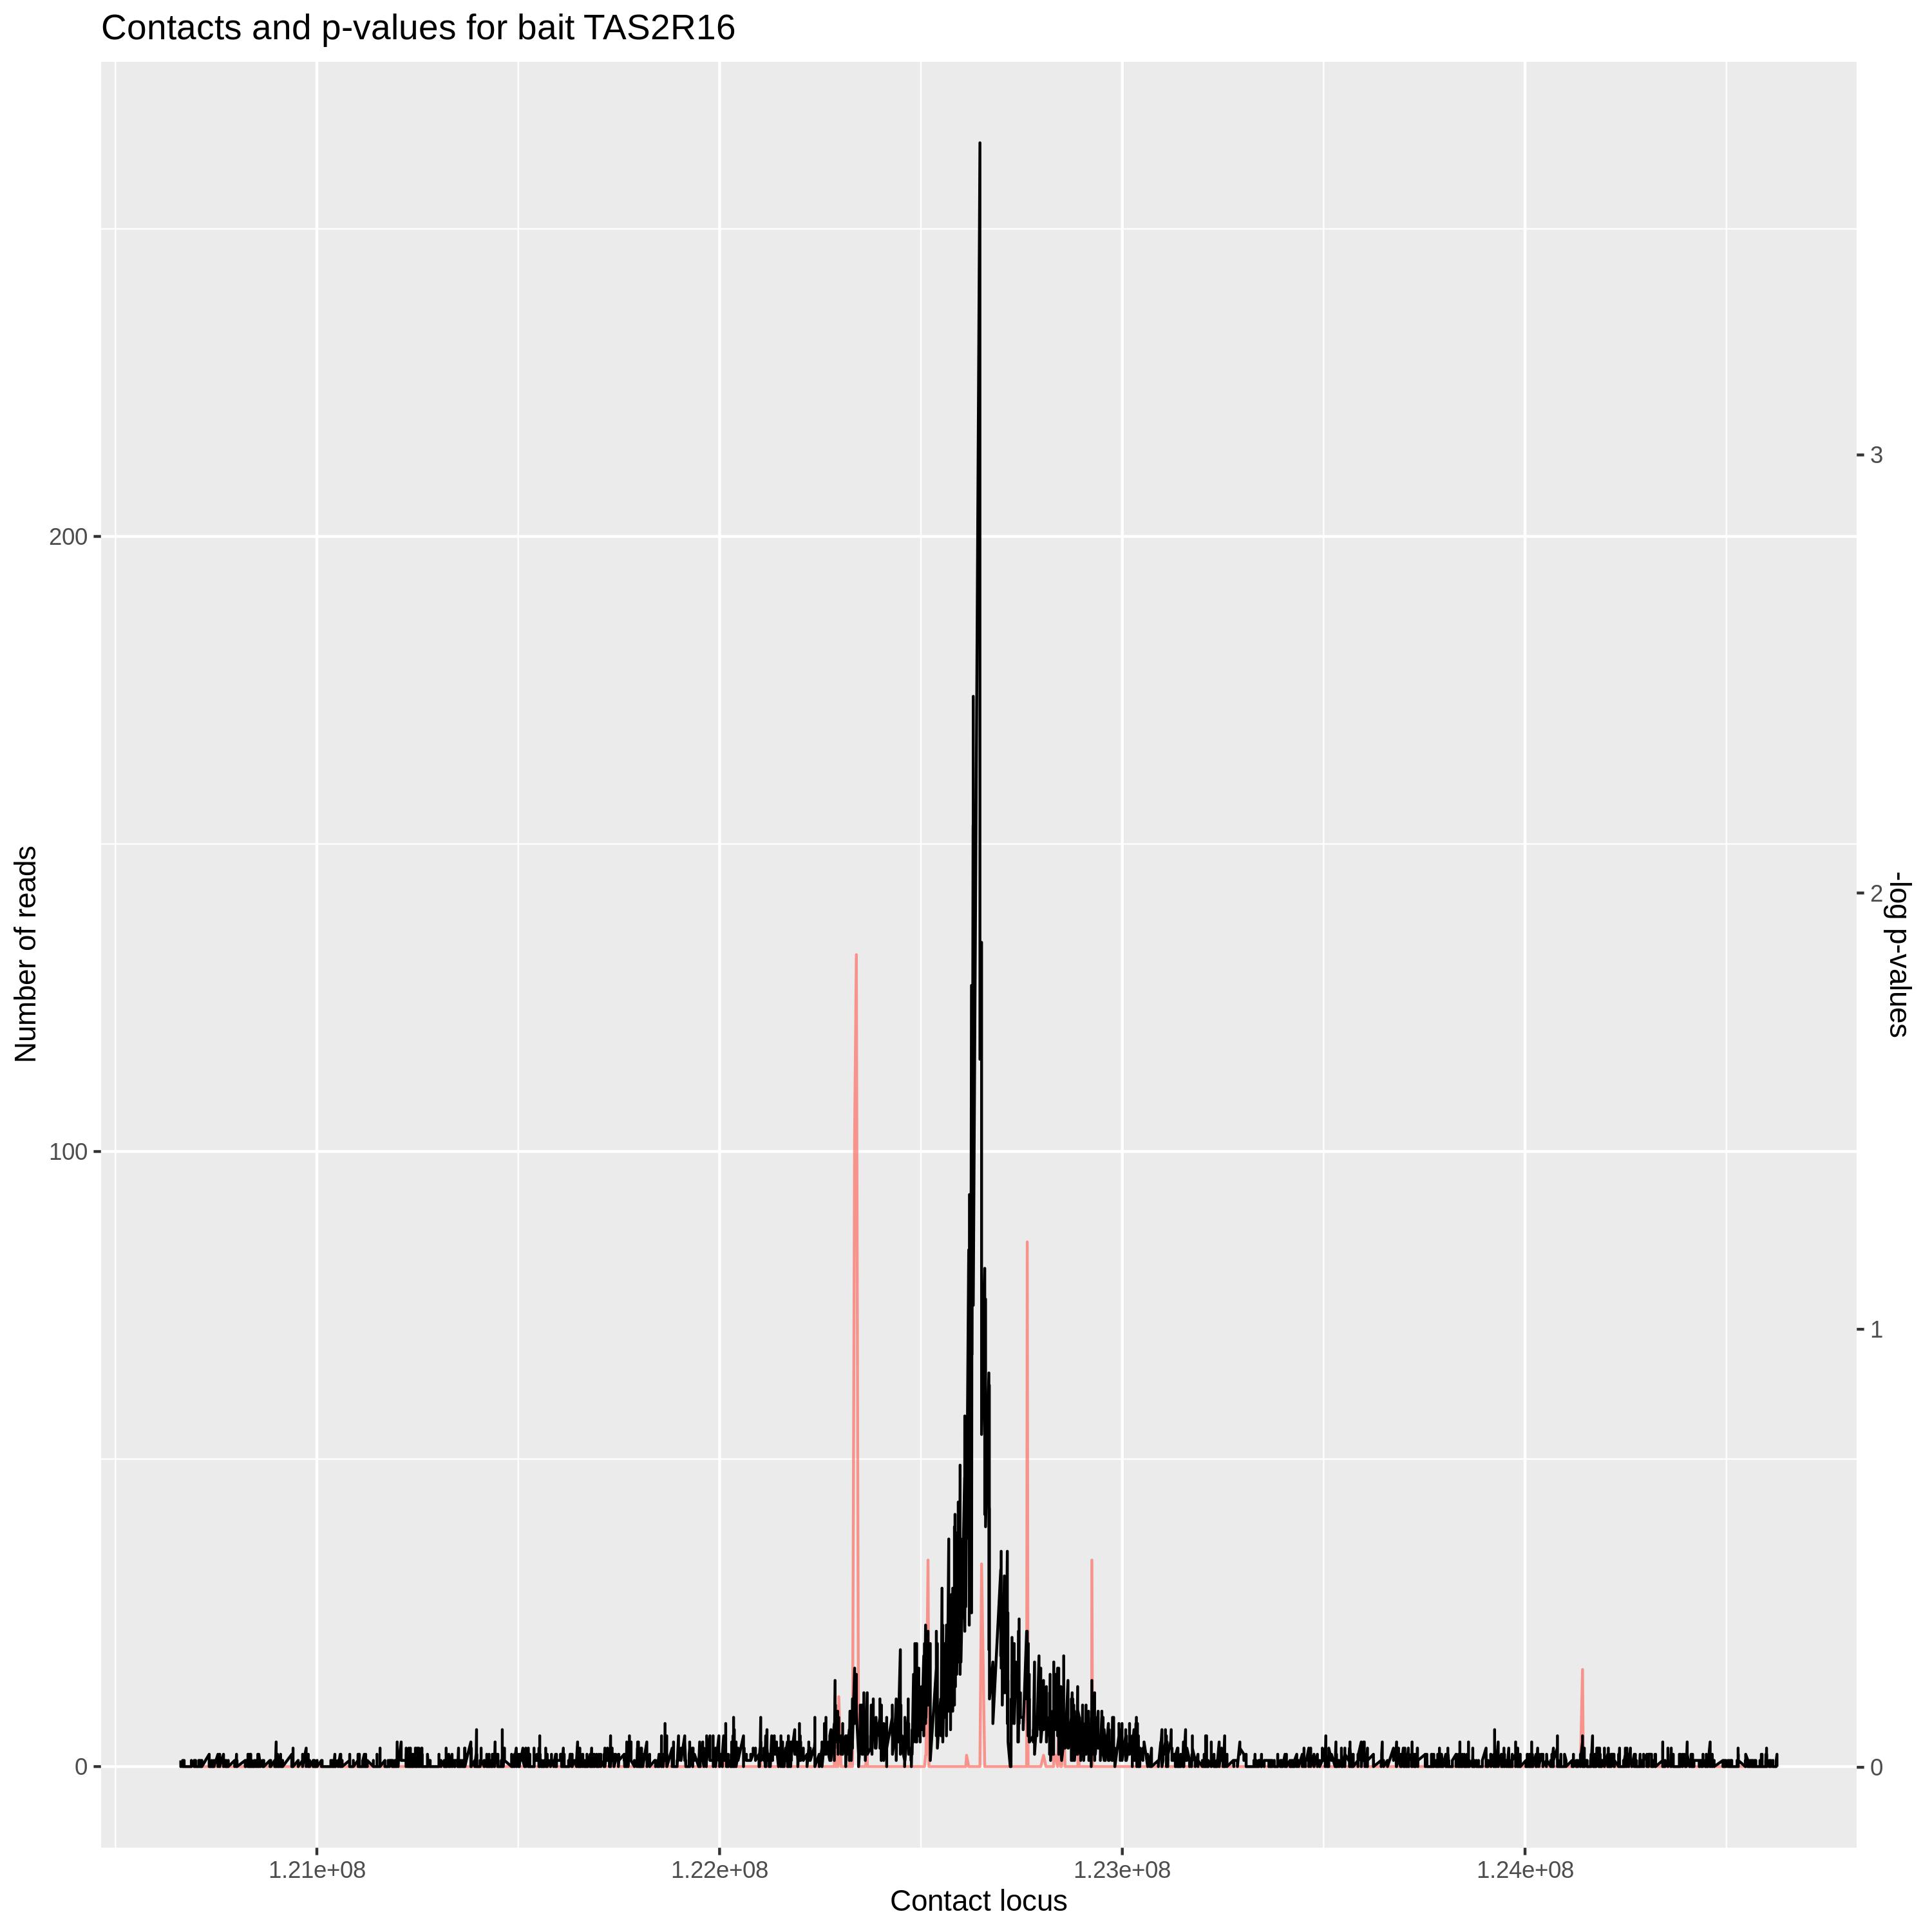 Contacts and p-values for bait TAS2R16
Number of reads
200
100
0
3
2
1
0
-log p-values
1.21e+08
1.22e+08
1.23e+08
1.24e+08
Contact locus